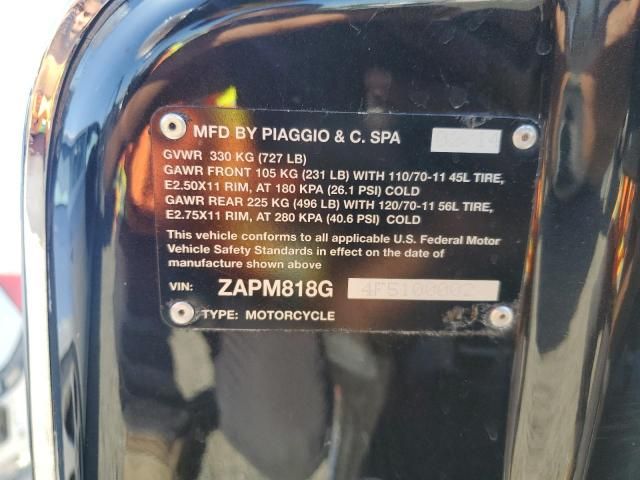 MFD BY PIAGGIO & C. SPA
GVWR 330 KG (727 LB)
GAWR FRONT 105 KG (231 LB) WITH 110/70-11 45L TIRE,
E2.50X11 RIM, AT 180 KPA (26.1 PSI) COLD
GAWR REAR 225 KG (496 LB) WITH 120/70-11 56L TIRE,
E2.75X11 RIM, AT 280 KPA (40.6 PSI) COLD
This vehicle conforms to all applicable U.S. Federal Motor
Vehicle Safety Standards in effect on the date of
manufacture shown above
VIN: ZAPM818G 4F5100002
TYPE: MOTORCYCLE